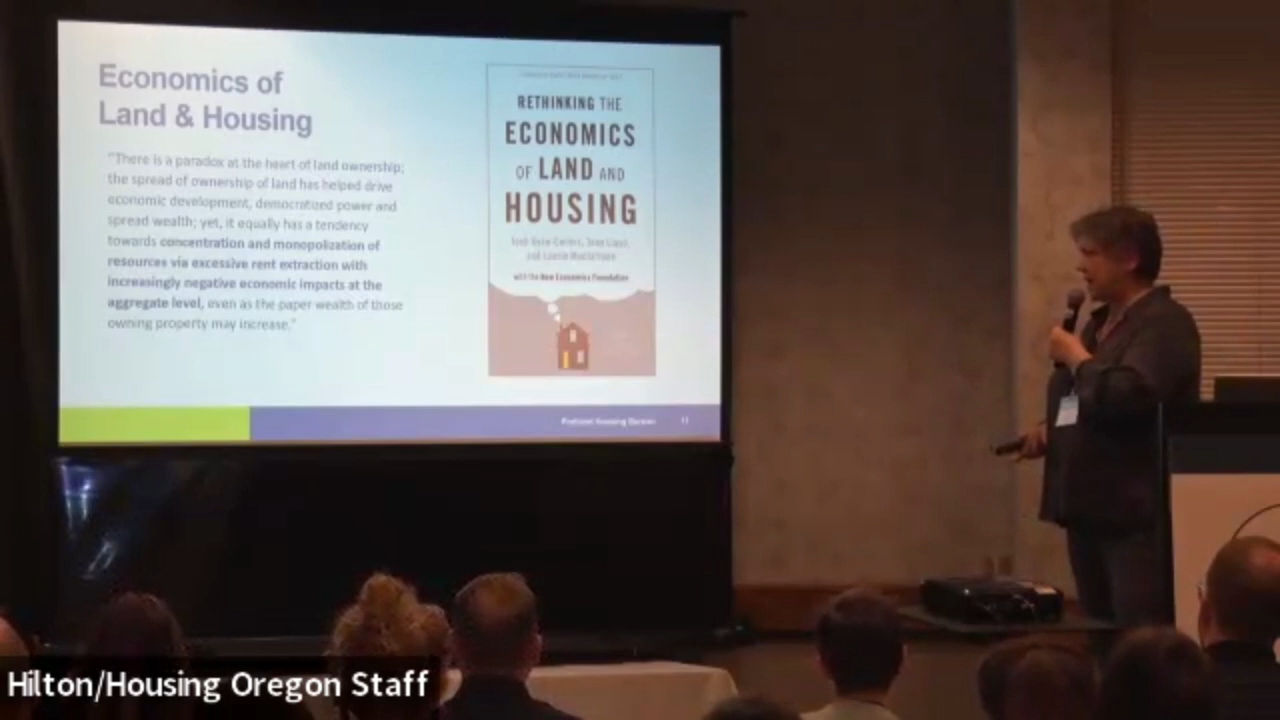 Economics of
Land & Housing
"There is a paradox at the heart of land ownership;
the spread of ownership of land has helped drive
economic development, democratized power and
spread wealth; yet, it equally has a tendency
towards concentration and monopolization of
resources via excessive rent extraction with
increasingly negative economic impacts at the
aggregate level, even as the paper wealth of those
owning property may increase."
RETHINKING THE
ECONOMICS
OF LAND AND
HOUSING
with the New Economics Foundation
Portland Housing Bureau
11
Hilton/Housing Oregon Staff